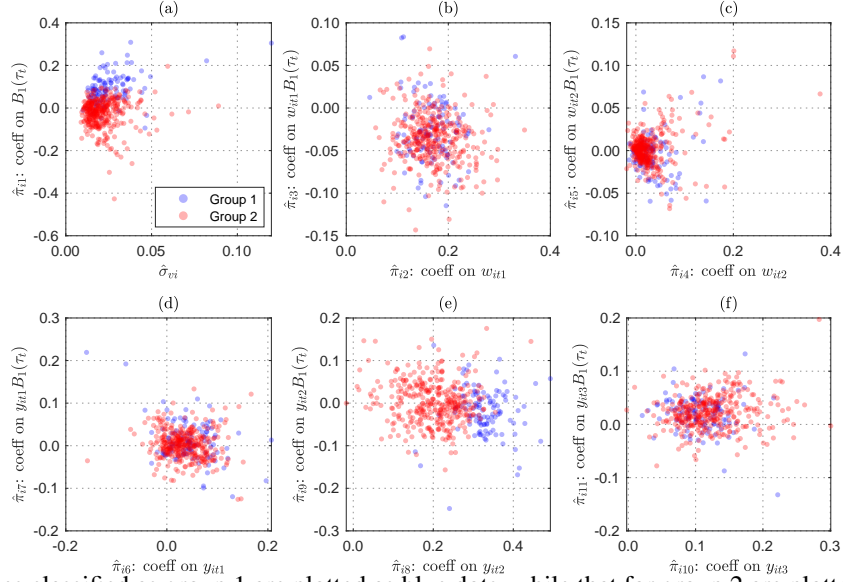 (a)
0.4
0.2
0.0
-0.2
-0.4
-0.6
0.00
0.05
0.10
π̂i1: coeff on B1(τt)
σ̂vi
Group 1
Group 2
(b)
0.10
0.05
0.00
-0.05
-0.10
-0.15
0.0
0.2
0.4
π̂i3: coeff on wit1B1(τt)
π̂i2: coeff on wit1
(c)
0.15
0.10
0.05
0.00
-0.05
-0.10
0.0
0.2
0.4
π̂i5: coeff on wit2B1(τt)
π̂i4: coeff on wit2
(d)
0.3
0.2
0.1
0.0
-0.1
-0.2
-0.2
0.0
0.2
π̂i7: coeff on yit1B1(τt)
π̂i6: coeff on yit1
(e)
0.2
0.1
0.0
-0.1
-0.2
-0.3
0.0
0.2
0.4
π̂i9: coeff on yit2B1(τt)
π̂i8: coeff on yit2
(f)
0.2
0.1
0.0
-0.1
-0.2
0.0
0.1
0.2
0.3
π̂i11: coeff on yit3B1(τt)
π̂i10: coeff on yit3